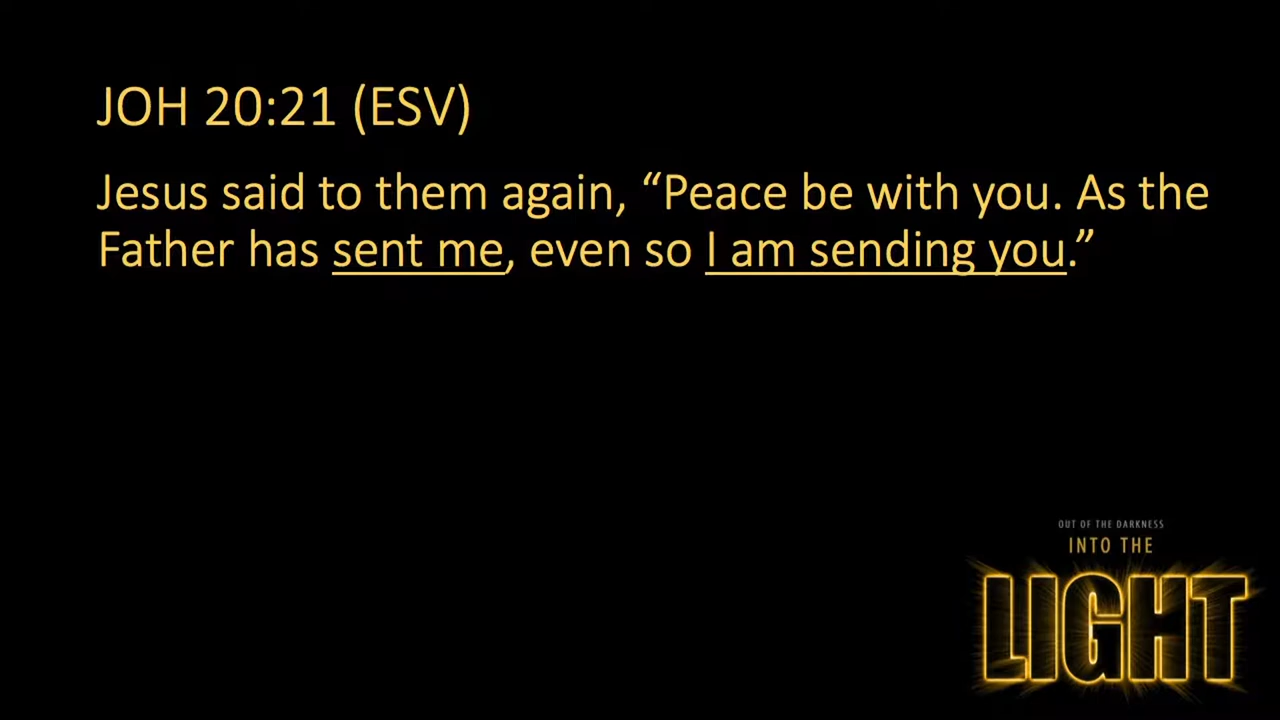 JOH 20:21 (ESV)
Jesus said to them again, “Peace be with you. As the
Father has sent me, even so I am sending you.”
OUT OF THE DARKNESS
INTO THE
LIGHT